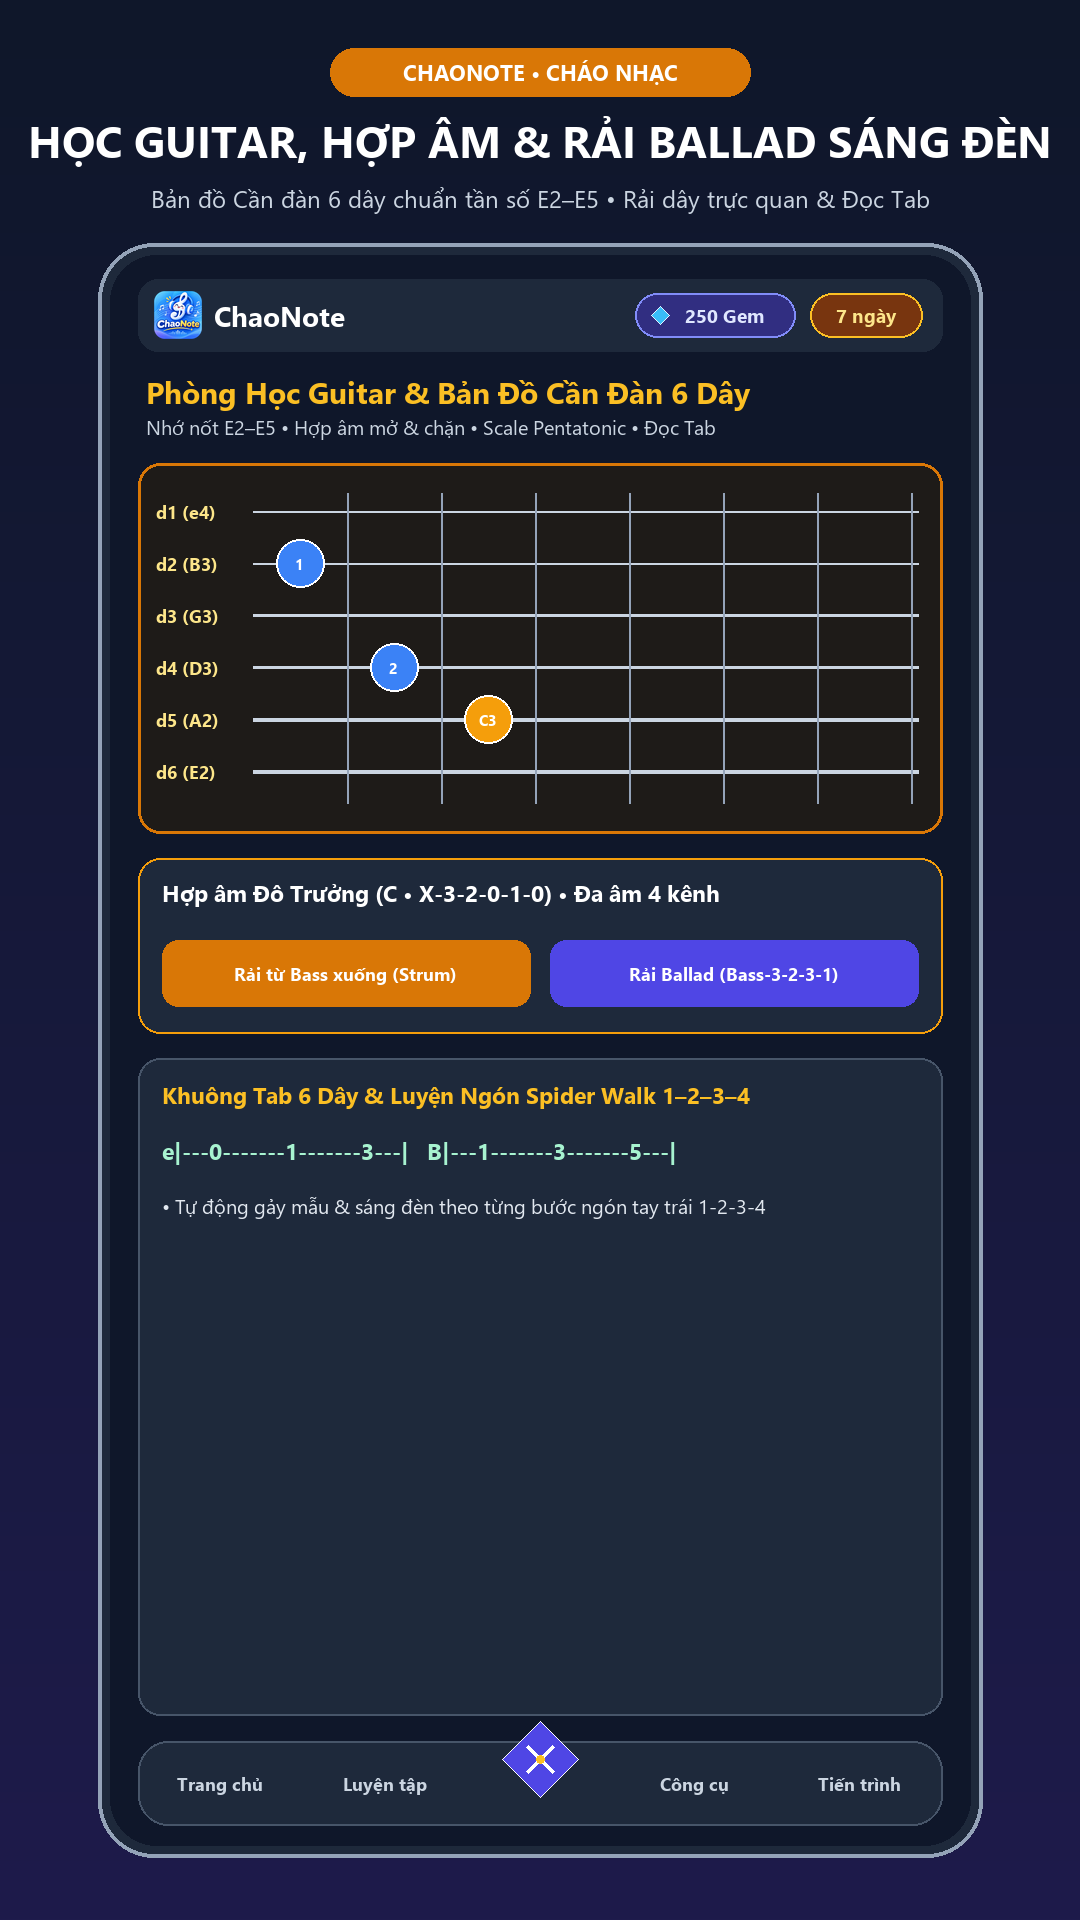 CHAONOTE • CHÁO NHẠC
HỌC GUITAR, HỢP ÂM & RẢI BALLAD SÁNG ĐÈN
Bản đồ Cần đàn 6 dây chuẩn tần số E2–E5 • Rải dây trực quan & Đọc Tab
ChaoNote
ChaoNote
250 Gem
7 ngày
Phòng Học Guitar & Bản Đồ Cần Đàn 6 Dây
Nhớ nốt E2–E5 • Hợp âm mở & chặn • Scale Pentatonic • Đọc Tab
d1 (e4)
d2 (B3)
1
d3 (G3)
d4 (D3)
2
d5 (A2)
C3
d6 (E2)
Hợp âm Đô Trưởng (C • X-3-2-0-1-0) • Đa âm 4 kênh
Rải từ Bass xuống (Strum)
Rải Ballad (Bass-3-2-3-1)
Khuông Tab 6 Dây & Luyện Ngón Spider Walk 1–2–3–4
e|---0-------1-------3---|   B|---1-------3-------5---|
• Tự động gảy mẫu & sáng đèn theo từng bước ngón tay trái 1-2-3-4
Trang chủ
Luyện tập
Công cụ
Tiến trình